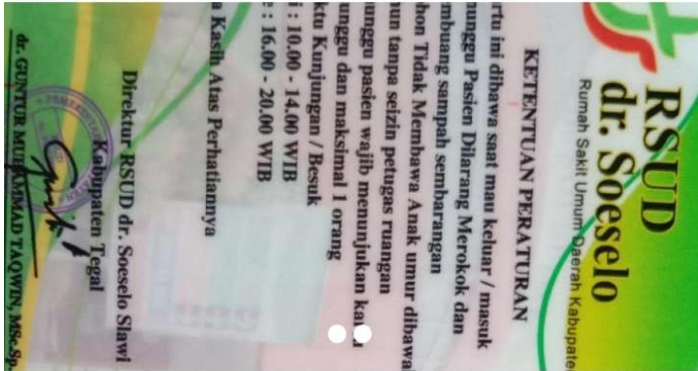 RSUD
dr. Soeselo
Rumah Sakit Umum Daerah Kabupate
KETENTUAN PERATURAN
rtu ini dibawa saat mau keluar / masuk
nunggu Pasien Dilarang Merokok dan
mbuang sampah sembarangan
hon Tidak Membawa Anak umur dibawa
un tanpa seizin petugas ruangan
unggu pasien wajib menunjukan ka
unggu dan maksimal 1 orang
ktu Kunjungan / Besuk
i : 10.00 - 14.00 WIB
e : 16.00 - 20.00 WIB
a Kasih Atas Perhatiannya
Direktur RSUD dr. Soeselo Slawi
Kabupaten Tegal
dr. GUNTUR MUHAMMAD TAQWIN, MSc.Sp.